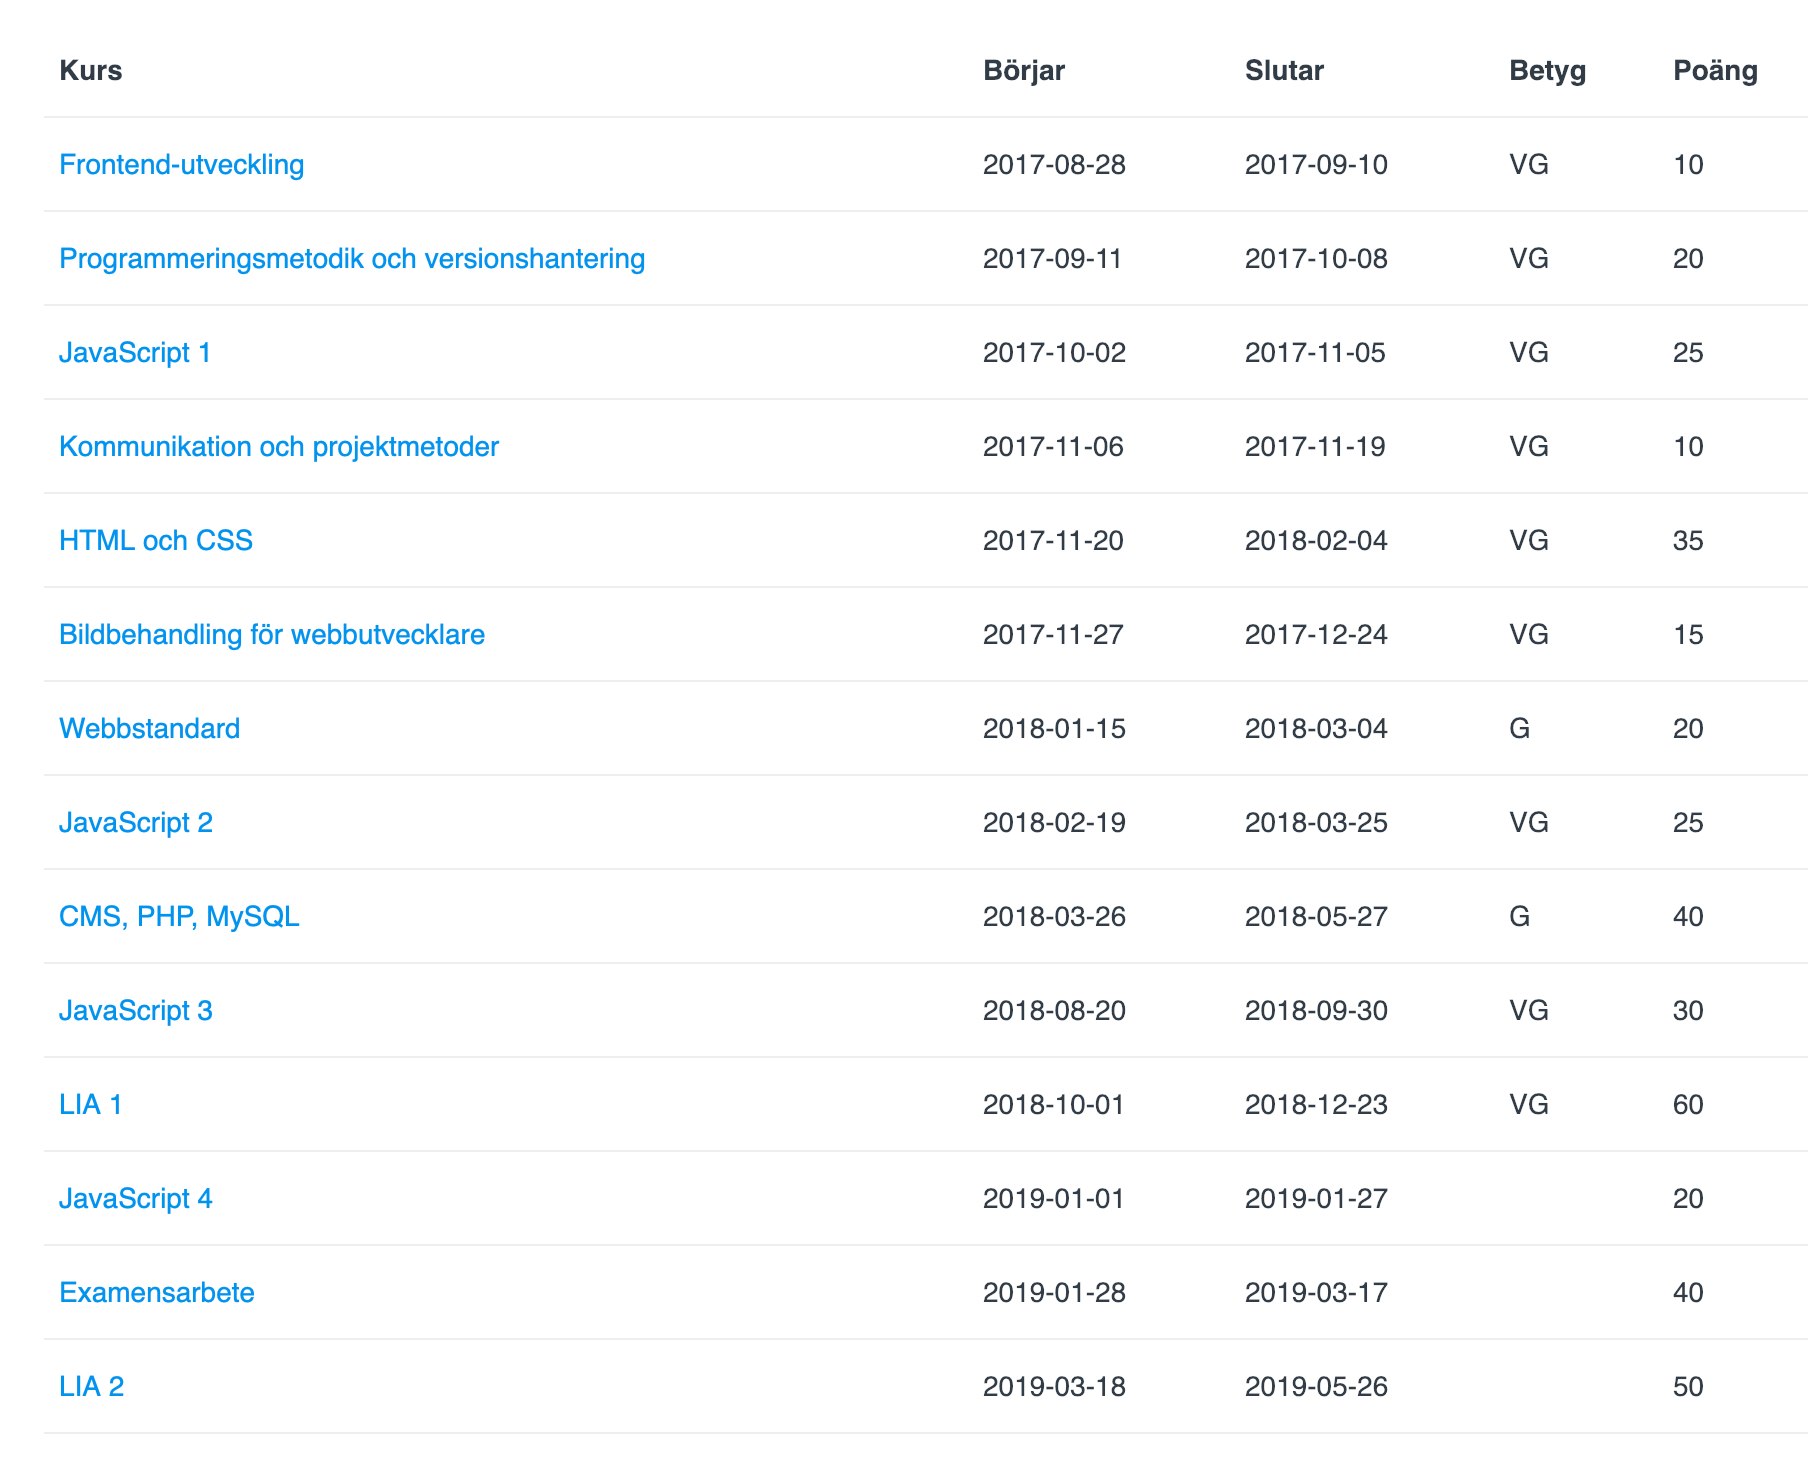 Kurs Börjar Slutar Betyg Poäng
Frontend-utveckling 2017-08-28 2017-09-10 VG 10
Programmeringsmetodik och versionshantering 2017-09-11 2017-10-08 VG 20
JavaScript 1 2017-10-02 2017-11-05 VG 25
Kommunikation och projektmetoder 2017-11-06 2017-11-19 VG 10
HTML och CSS 2017-11-20 2018-02-04 VG 35
Bildbehandling för webbutvecklare 2017-11-27 2017-12-24 VG 15
Webbstandard 2018-01-15 2018-03-04 G 20
JavaScript 2 2018-02-19 2018-03-25 VG 25
CMS, PHP, MySQL 2018-03-26 2018-05-27 G 40
JavaScript 3 2018-08-20 2018-09-30 VG 30
LIA 1 2018-10-01 2018-12-23 VG 60
JavaScript 4 2019-01-01 2019-01-27 20
Examensarbete 2019-01-28 2019-03-17 40
LIA 2 2019-03-18 2019-05-26 50